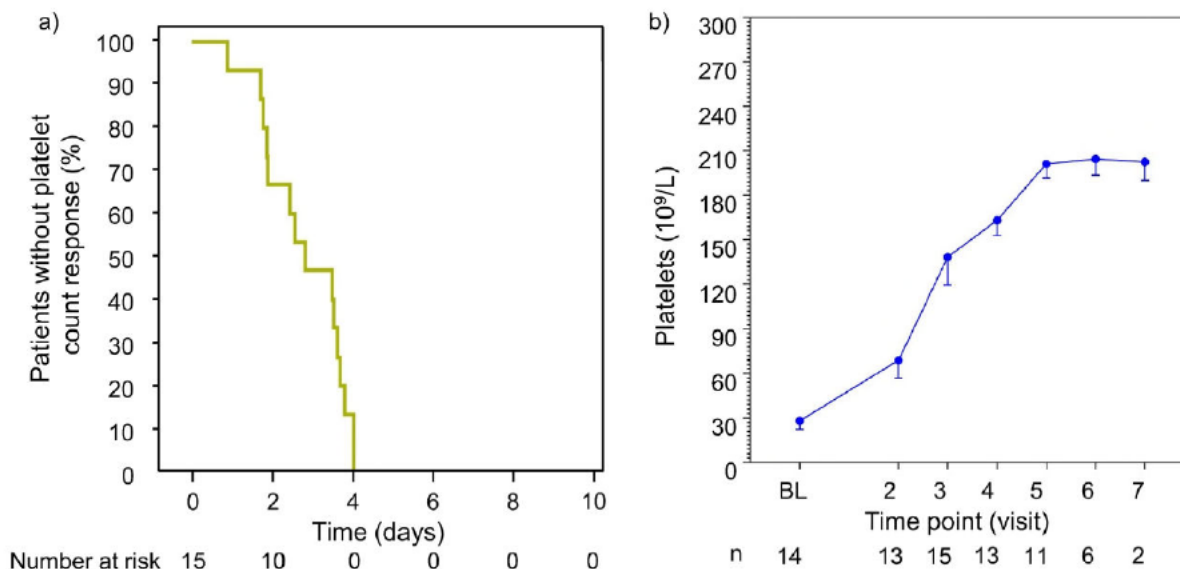 a)
100
90
80
70
60
50
40
30
20
10
0
Patients without platelet
count response (%)
0 2 4 6 8 10
Time (days)
Number at risk 15 10 0 0 0 0
b)
300
270
240
210
180
150
120
90
60
30
0
Platelets (10⁹/L)
BL 2 3 4 5 6 7
Time point (visit)
n 14 13 15 13 11 6 2